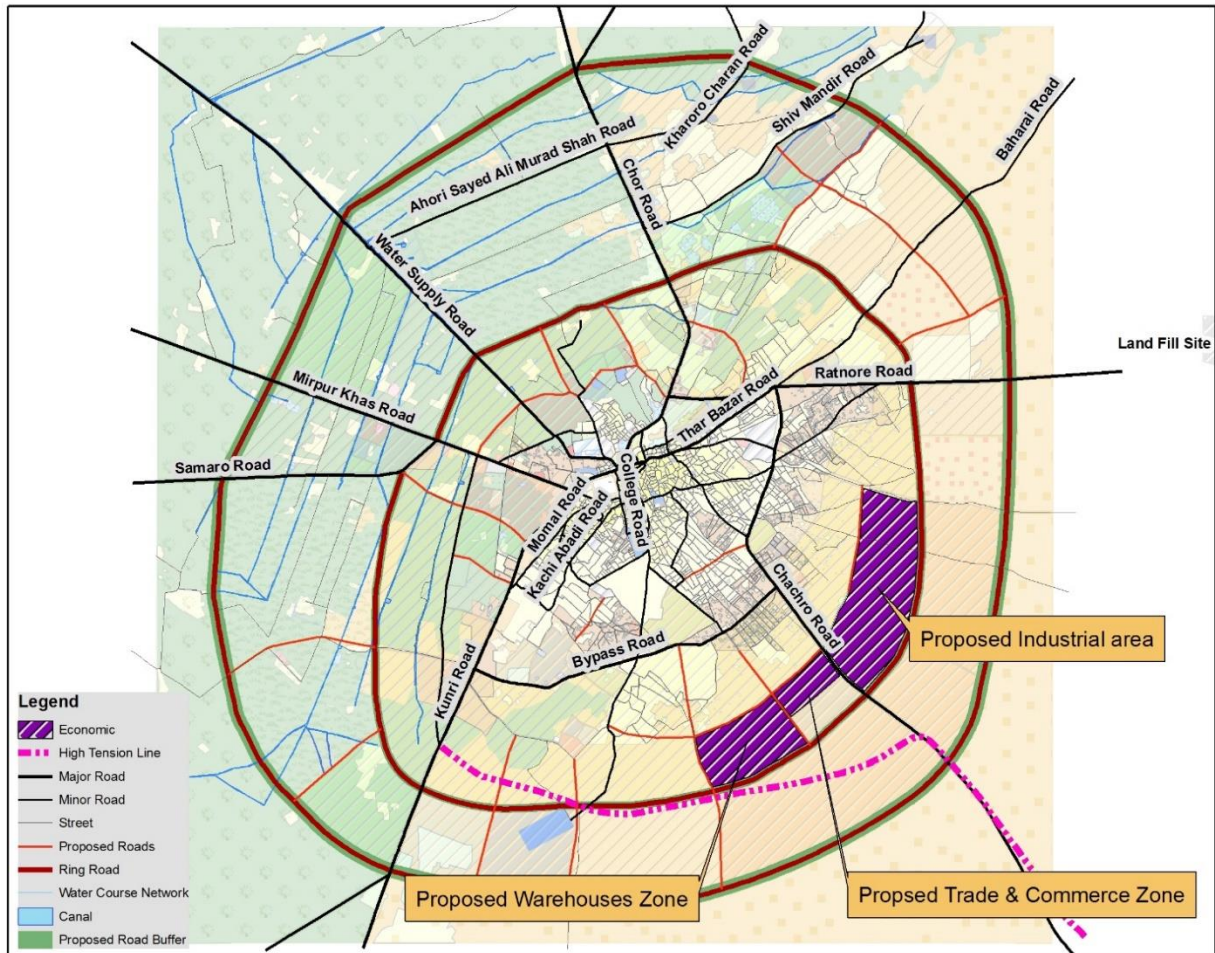 Kharoro Charan Road
Shiv Mandir Road
Baharai Road
Ahori Sayed Ali Murad Shah Road
Chor Road
Water Supply Road
Land Fill Site
Ratnore Road
Mirpur Khas Road
Thar Bazar Road
Samaro Road
College Road
Momal Road
Kachi Abadi Road
Chachro Road
Proposed Industrial area
Bypass Road
Kunri Road
Legend
Economic
High Tension Line
Major Road
Minor Road
Street
Proposed Roads
Ring Road
Water Course Network
Canal
Proposed Road Buffer
Proposed Warehouses Zone
Propsed Trade & Commerce Zone